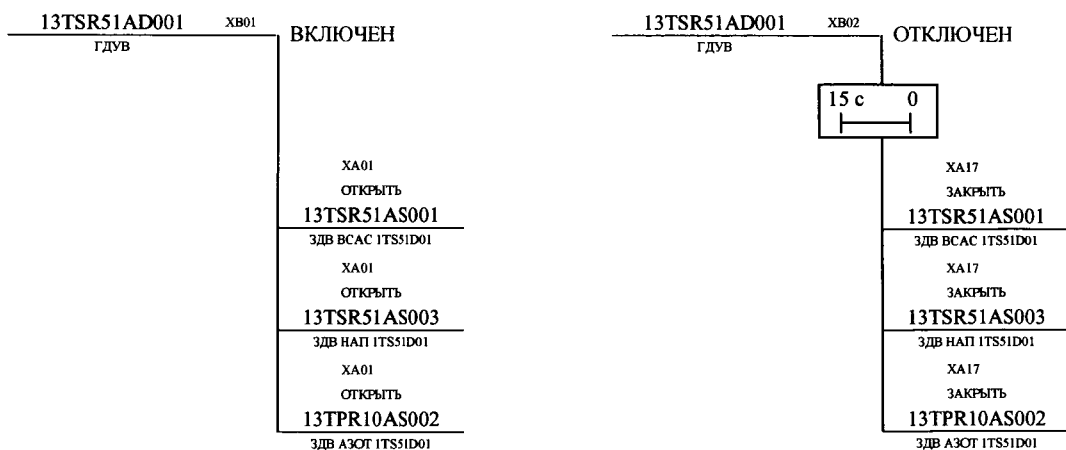 13TSR51AD001 XB01
ГДУВ
ВКЛЮЧЕН
XA01
ОТКРЫТЬ
13TSR51AS001
ЗДВ ВСАС 1TS51D01
XA01
ОТКРЫТЬ
13TSR51AS003
ЗДВ НАП 1TS51D01
XA01
ОТКРЫТЬ
13TPR10AS002
ЗДВ АЗОТ 1TS51D01
13TSR51AD001 XB02
ГДУВ
ОТКЛЮЧЕН
15 с 0
XA17
ЗАКРЫТЬ
13TSR51AS001
ЗДВ ВСАС 1TS51D01
XA17
ЗАКРЫТЬ
13TSR51AS003
ЗДВ НАП 1TS51D01
XA17
ЗАКРЫТЬ
13TPR10AS002
ЗДВ АЗОТ 1TS51D01